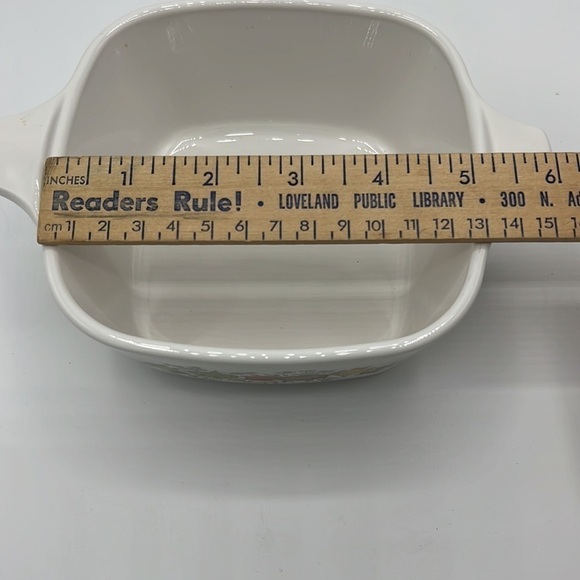 INCHES 1 2 3 4 5 6
Readers Rule! • LOVELAND PUBLIC LIBRARY • 300 N. Ad
cm 1 2 3 4 5 6 7 8 9 10 11 12 13 14 15